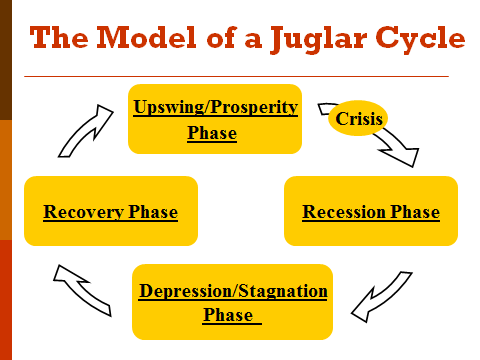 The Model of a Juglar Cycle
Upswing/Prosperity
Phase
Crisis
Recovery Phase
Recession Phase
Depression/Stagnation
Phase